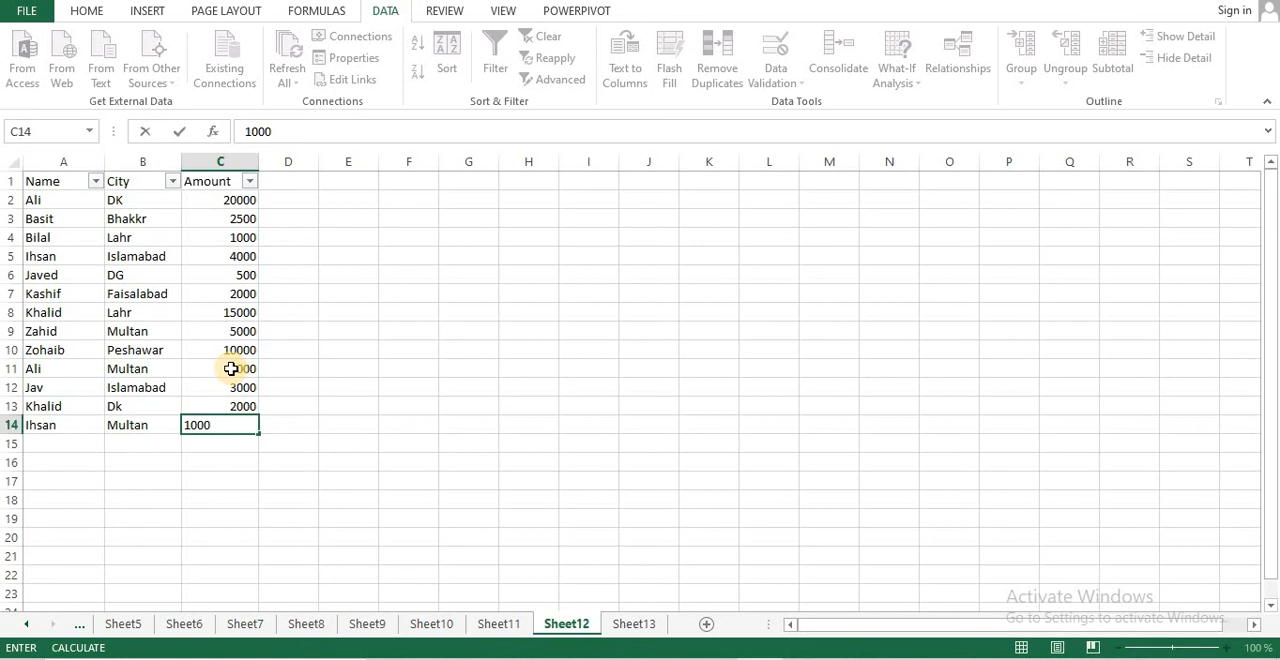 FILE HOME INSERT PAGE LAYOUT FORMULAS DATA REVIEW VIEW POWERPIVOT Sign in
From Access From Web From Text From Other Sources Existing Connections Refresh All Connections Properties Edit Links Sort Filter Clear Reapply Advanced Text to Columns Flash Fill Remove Duplicates Data Validation Consolidate What-If Analysis Relationships Group Ungroup Subtotal Show Detail Hide Detail
Get External Data Connections Sort & Filter Data Tools Outline
C14 1000
A B C D E F G H I J K L M N O P Q R S T
1 Name City Amount
2 Ali DK 20000
3 Basit Bhakkr 2500
4 Bilal Lahr 1000
5 Ihsan Islamabad 4000
6 Javed DG 500
7 Kashif Faisalabad 2000
8 Khalid Lahr 15000
9 Zahid Multan 5000
10 Zohaib Peshawar 10000
11 Ali Multan
12 Jav Islamabad 3000
13 Khalid Dk 2000
14 Ihsan Multan 1000
15
16
17
18
19
20
21
22
23
Activate Windows
Go to Settings to activate Windows.
... Sheet5 Sheet6 Sheet7 Sheet8 Sheet9 Sheet12 Sheet13
ENTER CALCULATE 100 %